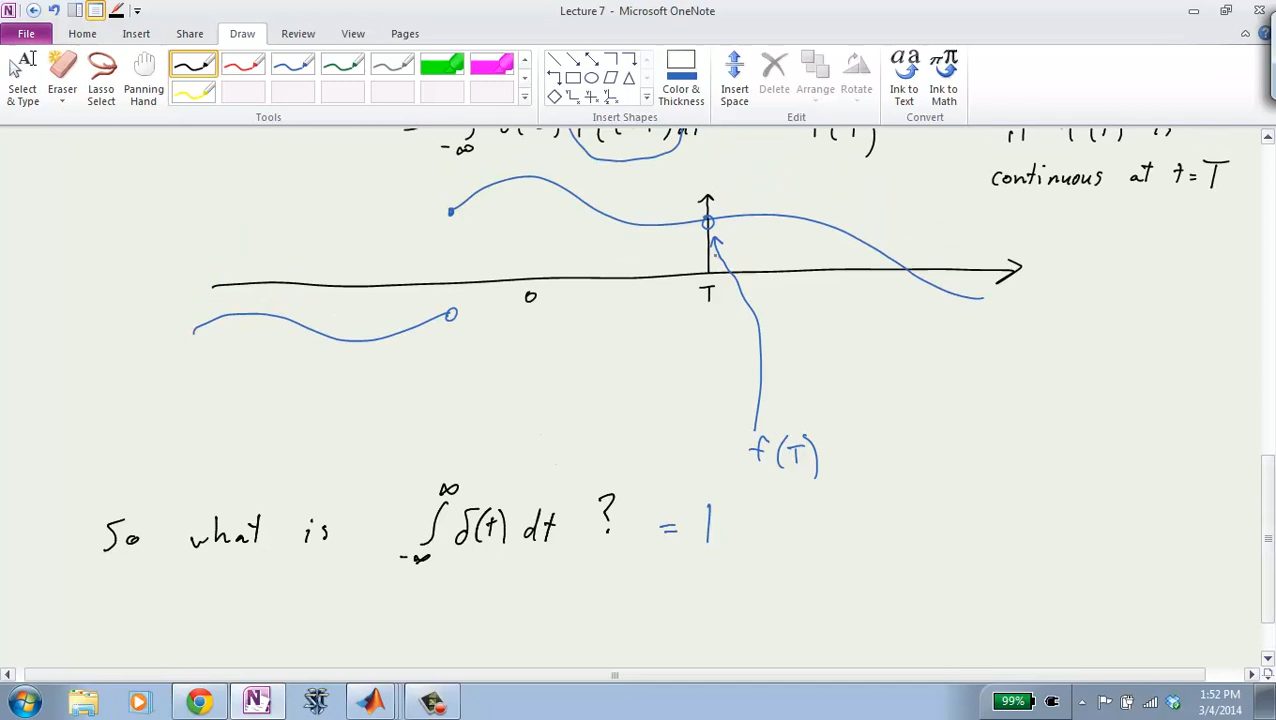 Lecture 7 - Microsoft OneNote
File Home Insert Share Draw Review View Pages
Select & Type
Eraser
Lasso Select
Panning Hand
Color & Thickness
Insert Space
Delete
Arrange
Rotate
Ink to Text
Ink to Math
Tools
Insert Shapes
Edit
Convert
-∞
continuous at t = T
0
T
f(T)
So what is ∫_{-∞}^{∞} δ(t) dt ? = 1
99%
1:52 PM
3/4/2014